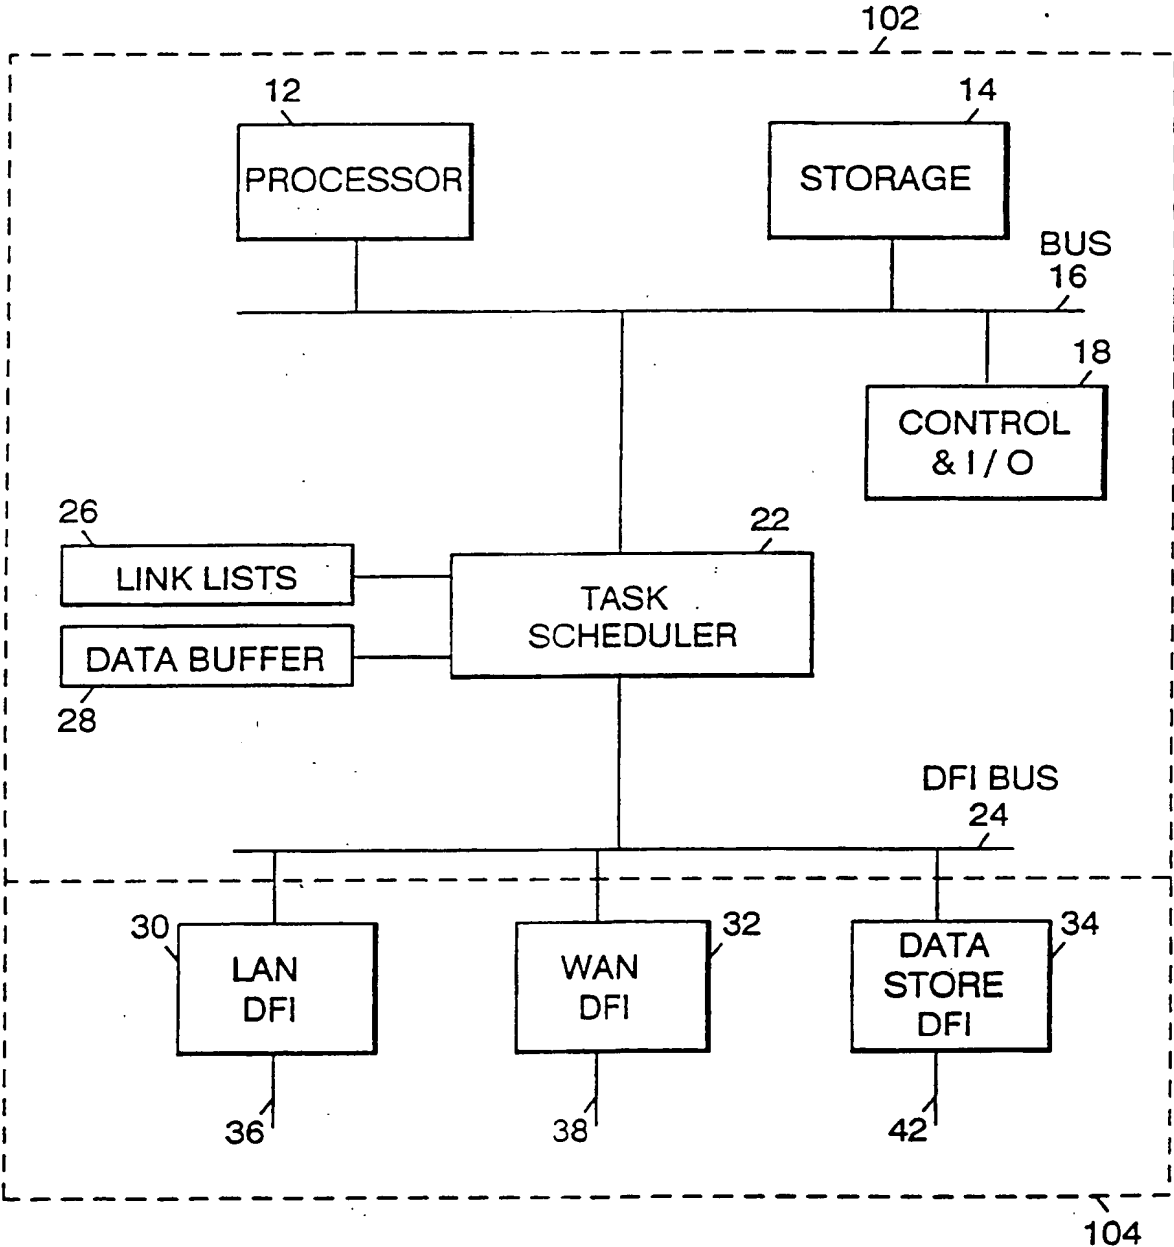 102
12
14
PROCESSOR
STORAGE
BUS
16
18
CONTROL
& I / O
26
22
LINK LISTS
TASK
SCHEDULER
DATA BUFFER
28
DFI BUS
24
30
32
34
LAN
DFI
WAN
DFI
DATA
STORE
DFI
36
38
42
104